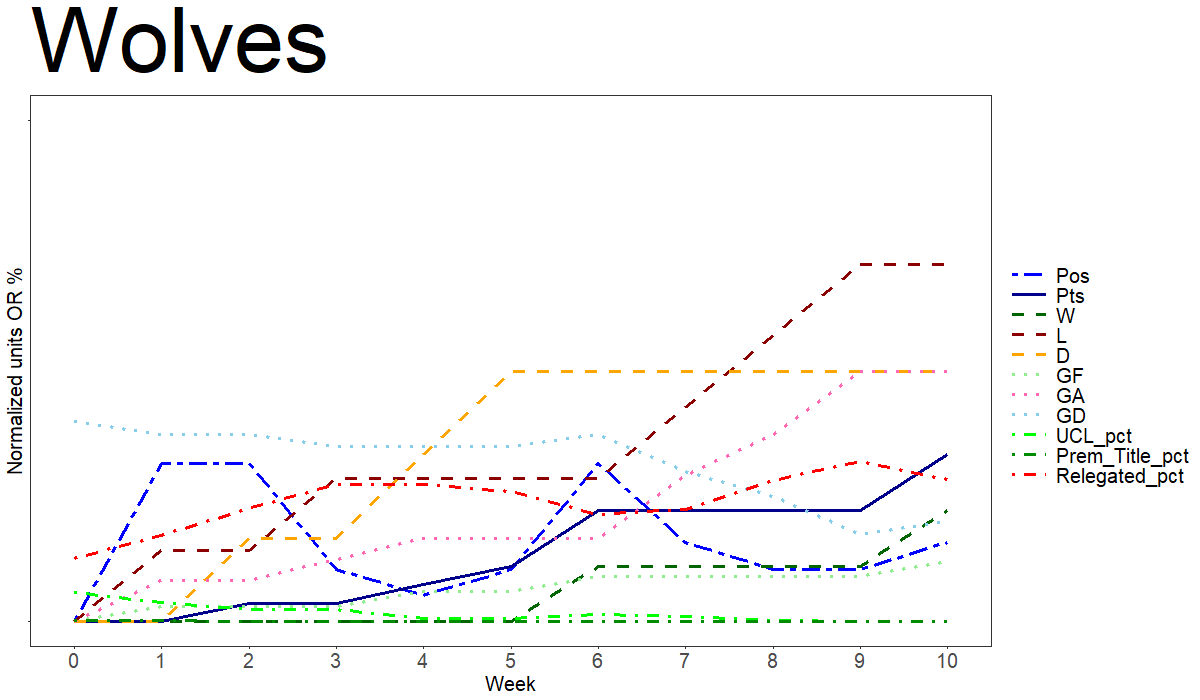 Wolves
Normalized units OR %
Pos
Pts
W
L
D
GF
GA
GD
UCL_pct
Prem_Title_pct
Relegated_pct
0 1 2 3 4 5 6 7 8 9 10
Week